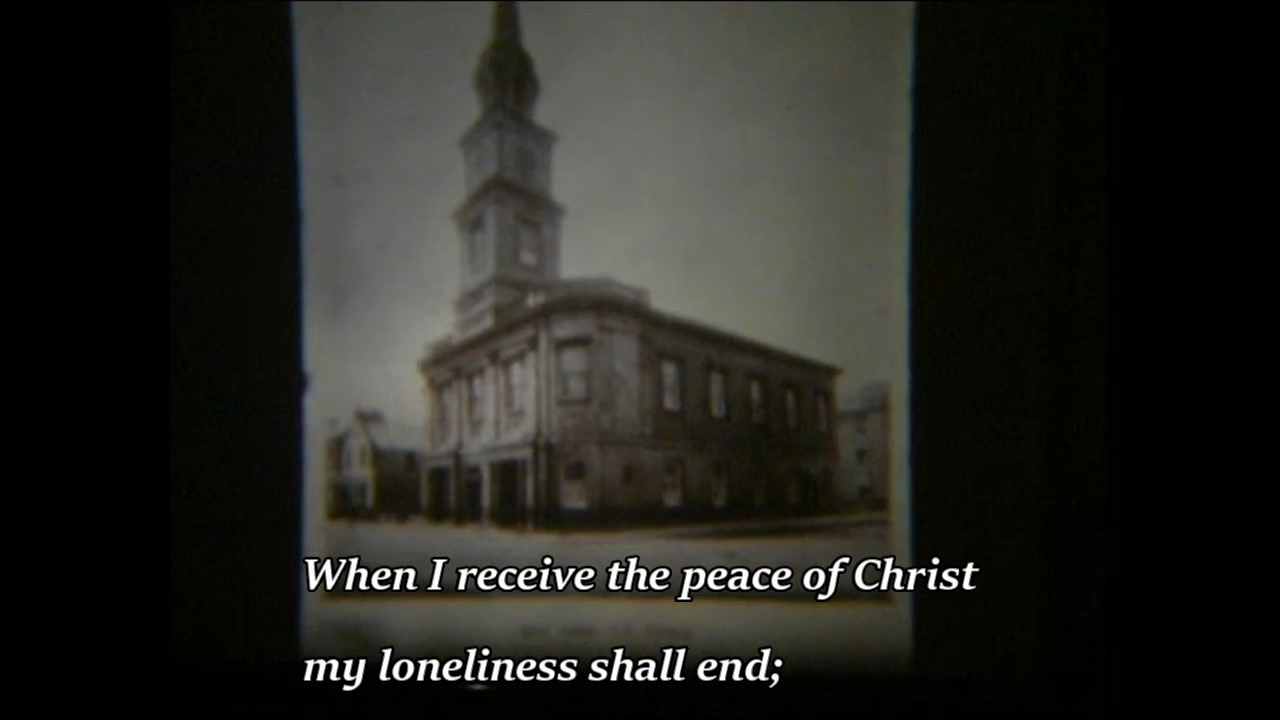 When I receive the peace of Christ
my loneliness shall end;